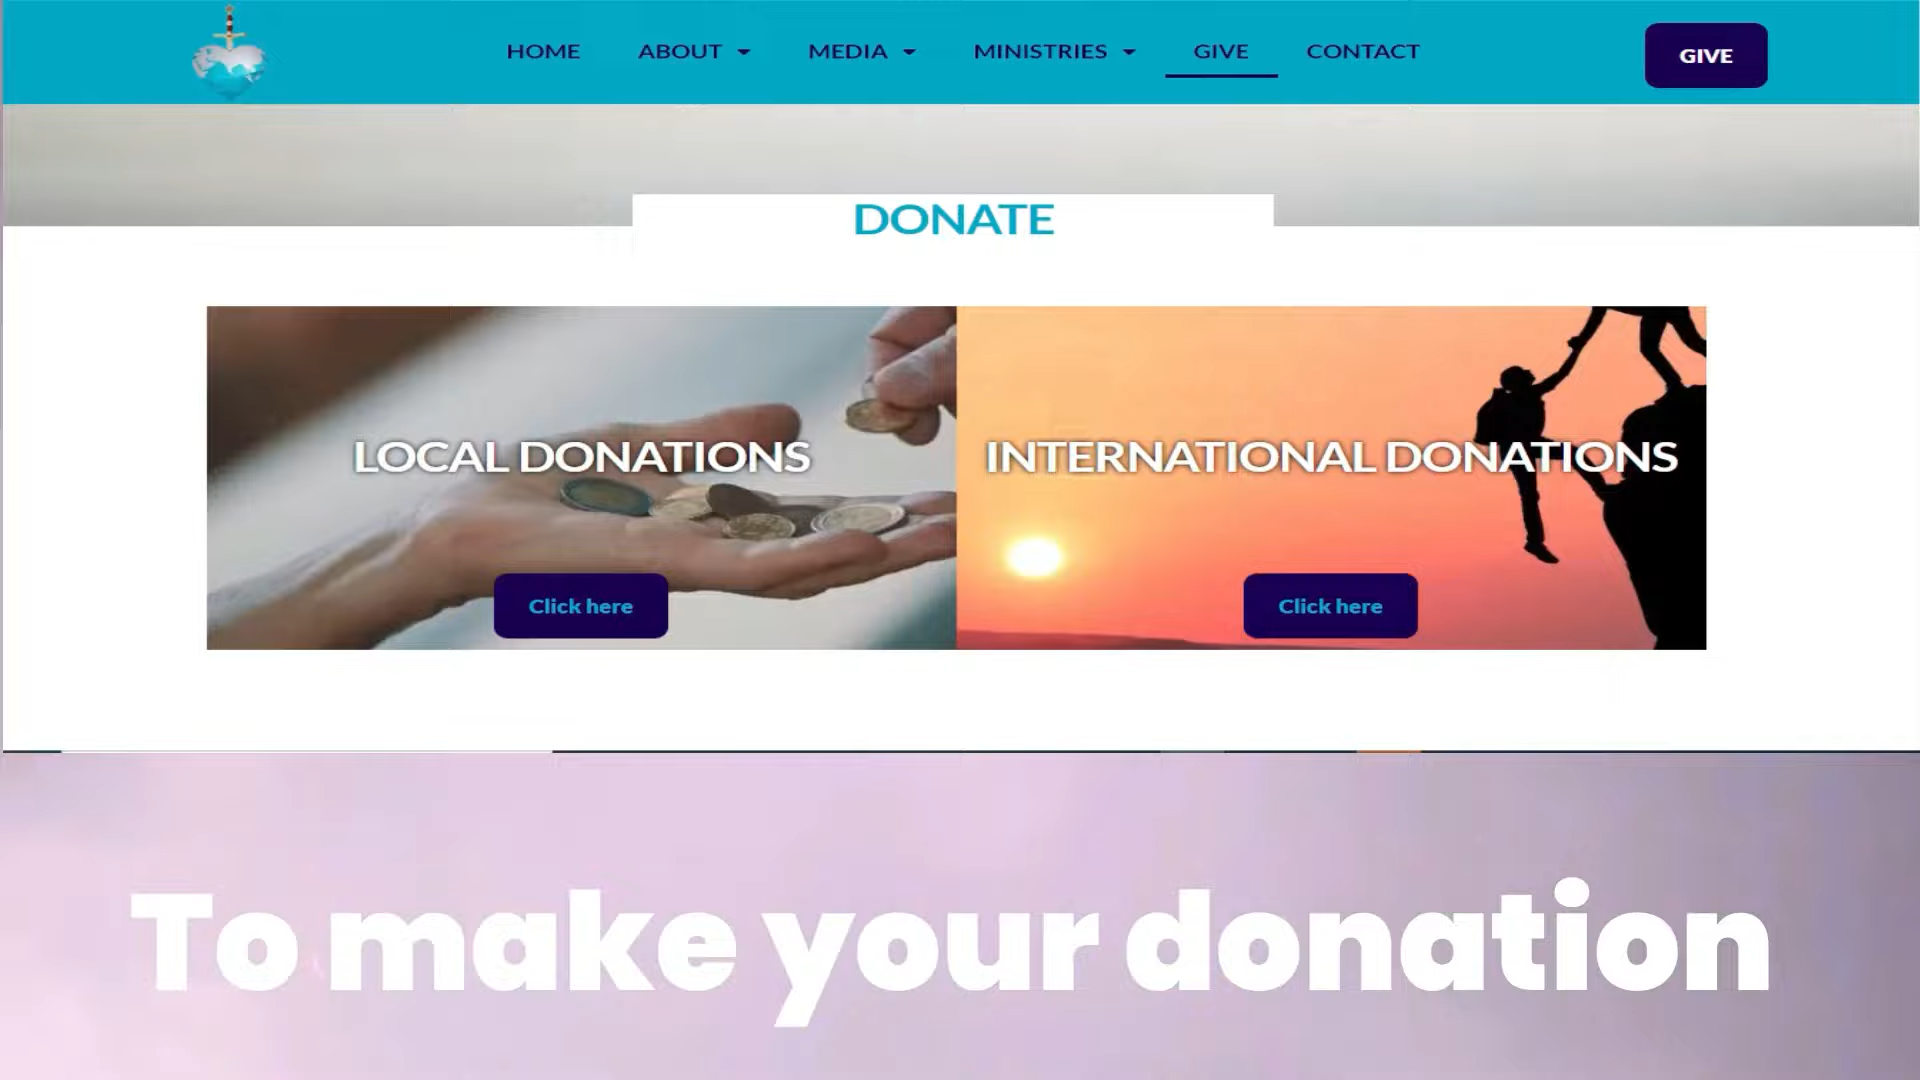 HOME ABOUT MEDIA MINISTRIES GIVE CONTACT GIVE
DONATE
LOCAL DONATIONS INTERNATIONAL DONATIONS
Click here Click here
To make your donation